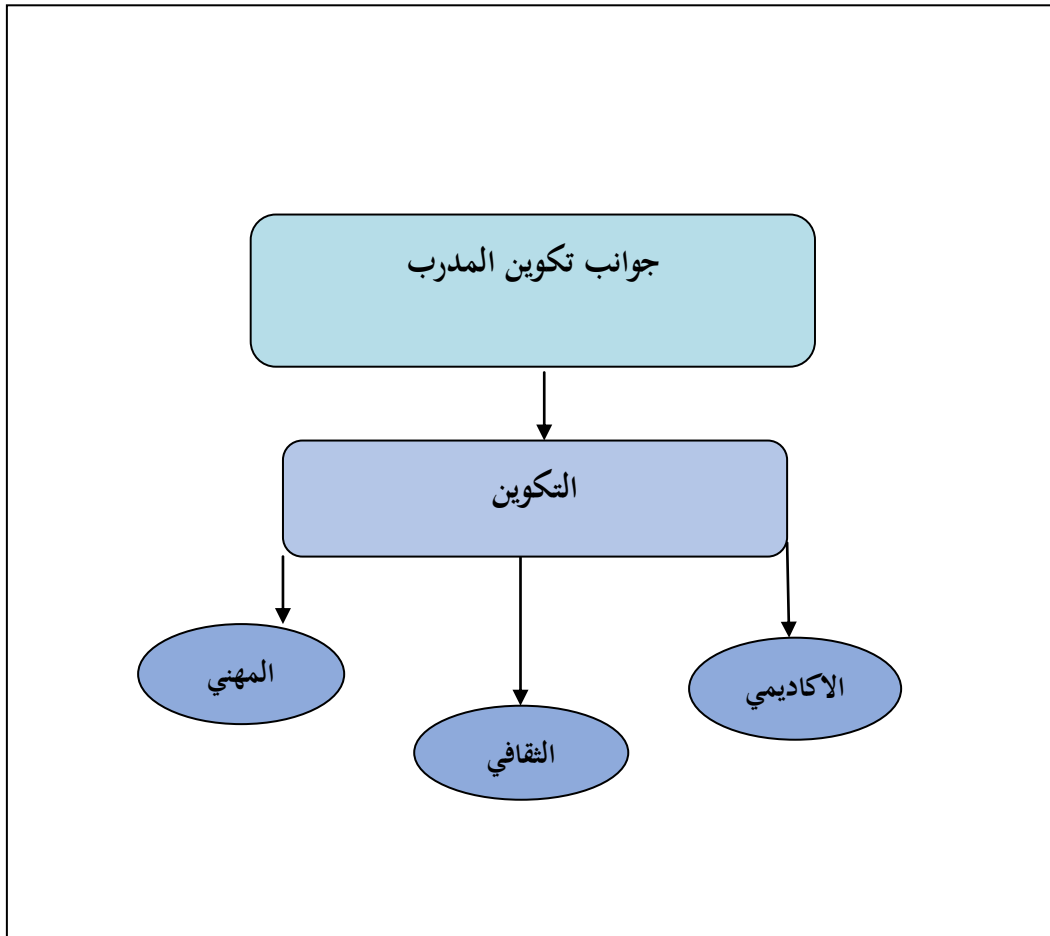 جوانب تكوين المدرب
التكوين
الاكاديمي
المهني
الثقافي